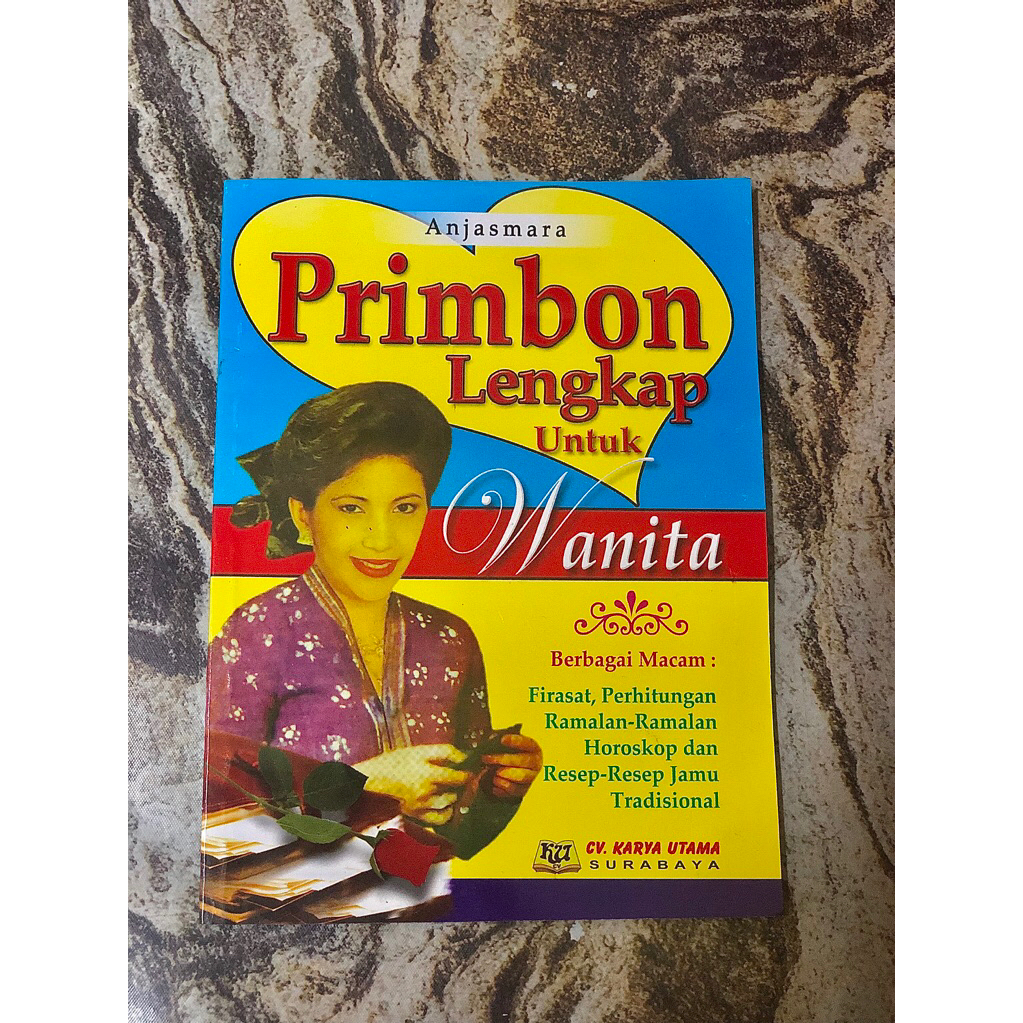 Anjasmara
Primbon
Lengkap
Untuk
Wanita
Berbagai Macam :
Firasat, Perhitungan
Ramalan-Ramalan
Horoskop dan
Resep-Resep Jamu
Tradisional
KU
CV
CV. KARYA UTAMA
SURABAYA